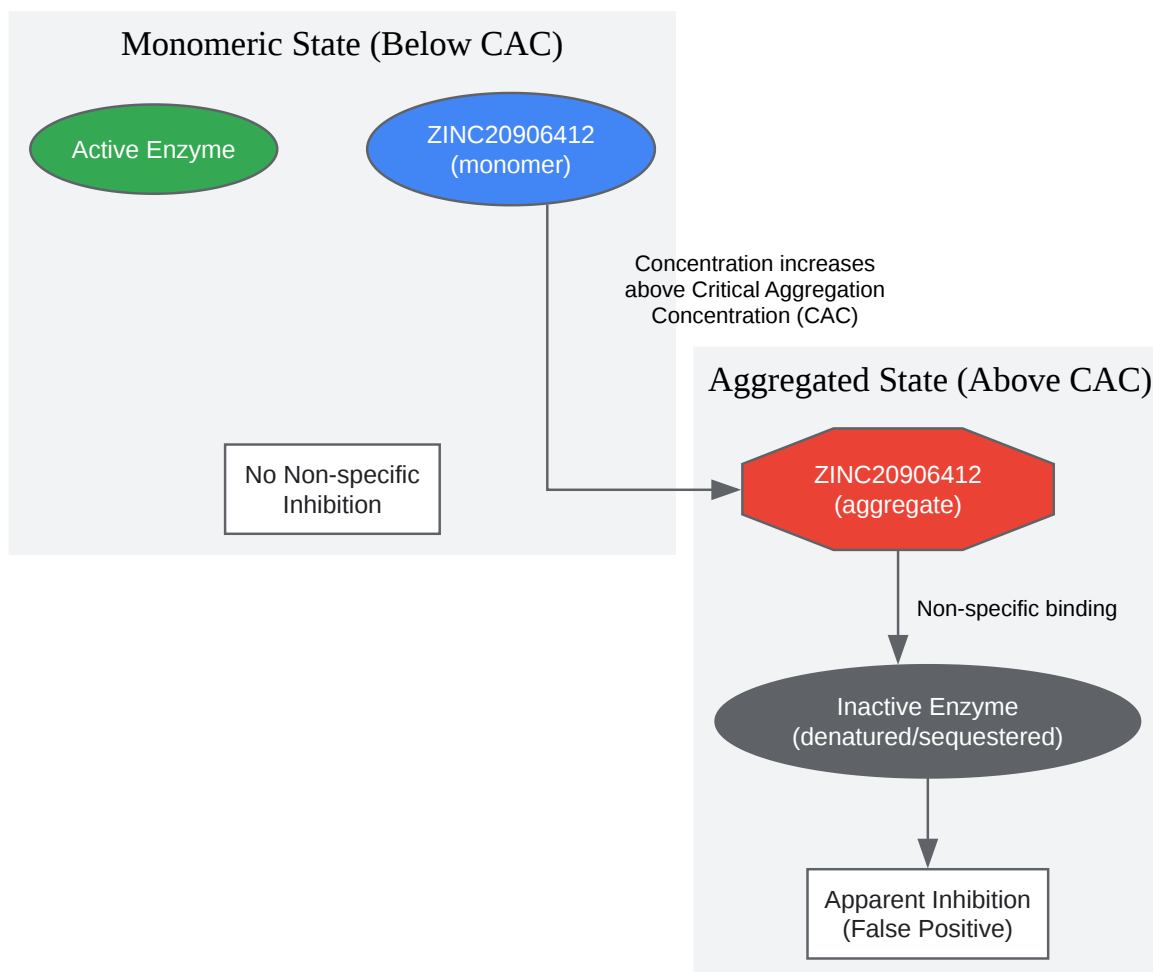 Monomeric State (Below CAC)
Active Enzyme
ZINC20906412
(monomer)
Concentration increases
above Critical Aggregation
Concentration (CAC)
No Non-specific
Inhibition
Aggregated State (Above CAC)
ZINC20906412
(aggregate)
Non-specific binding
Inactive Enzyme
(denatured/sequestered)
Apparent Inhibition
(False Positive)